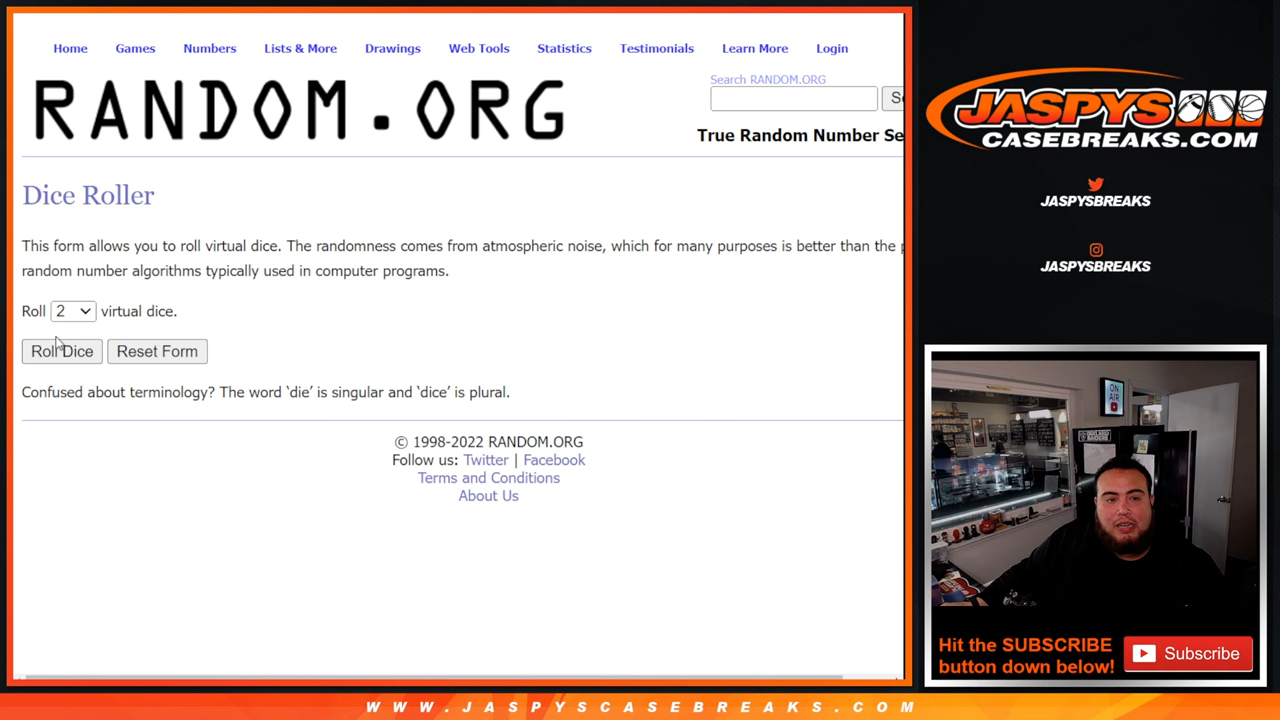 Home Games Numbers Lists & More Drawings Web Tools Statistics Testimonials Learn More Login
RANDOM.ORG
Search RANDOM.ORG
True Random Number Se
Dice Roller
This form allows you to roll virtual dice. The randomness comes from atmospheric noise, which for many purposes is better than the
random number algorithms typically used in computer programs.
Roll 2 virtual dice.
Roll Dice Reset Form
Confused about terminology? The word ‘die’ is singular and ‘dice’ is plural.
© 1998-2022 RANDOM.ORG
Follow us: Twitter | Facebook
Terms and Conditions
About Us
JASPYS
CASEBREAKS.COM
JASPYSBREAKS
JASPYSBREAKS
ON
AIR
Hit the SUBSCRIBE
button down below!
Subscribe
WWW.JASPYSCASEBREAKS.COM